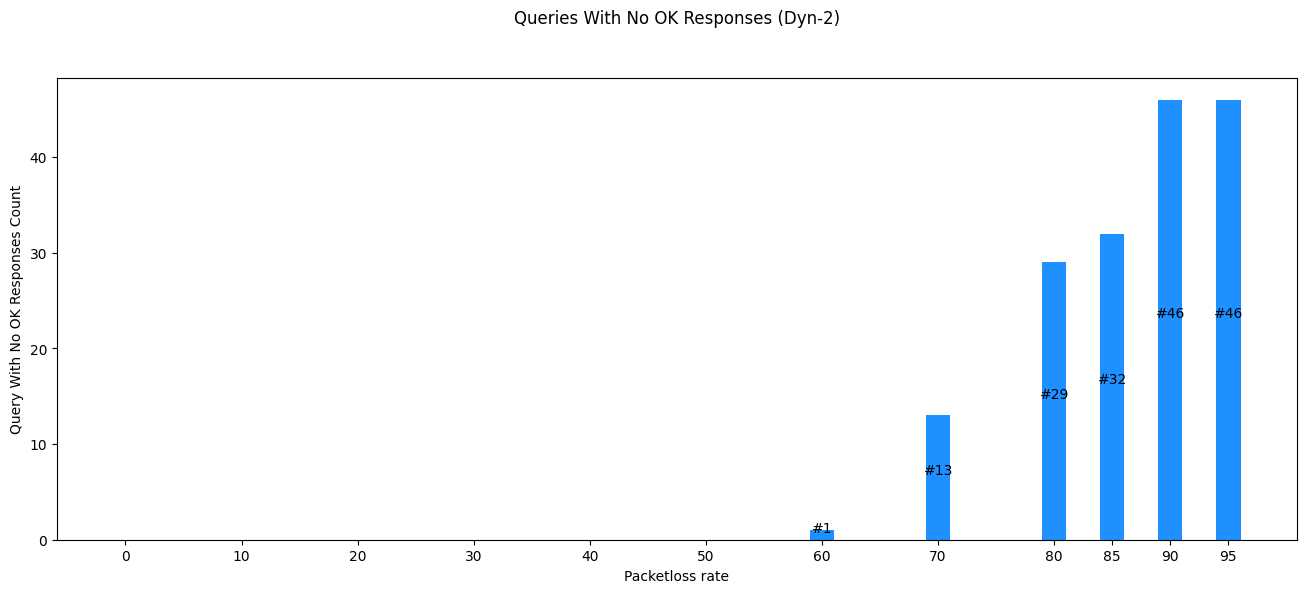 Queries With No OK Responses (Dyn-2)
Query With No OK Responses Count
40
30
20
10
0
#1
#13
#29
#32
#46
#46
0 10 20 30 40 50 60 70 80 85 90 95
Packetloss rate